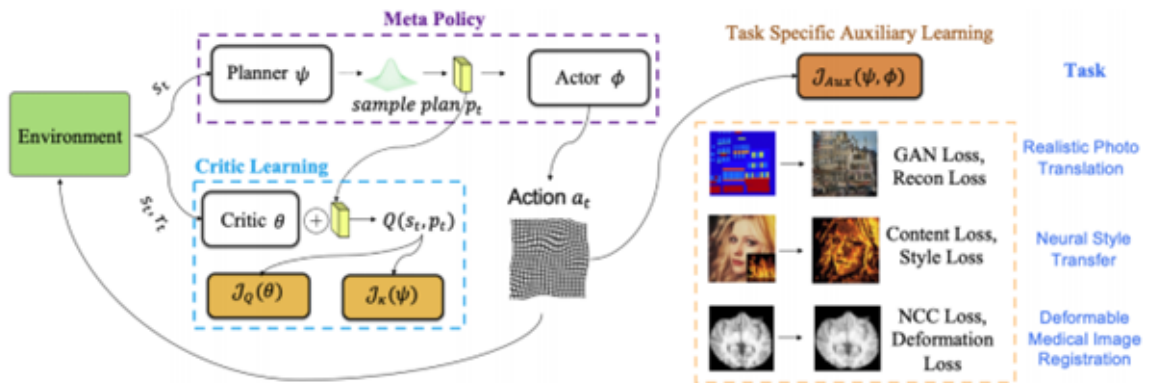 Meta Policy
Planner ψ
sample plan p_t
Actor ϕ
s_t
Environment
s_t, r_t
Critic Learning
Critic θ
+
Q(s_t, p_t)
𝒥_Q(θ)
𝒥_κ(ψ)
Action a_t
Task Specific Auxiliary Learning
𝒥_Aux(ψ, ϕ)
Task
GAN Loss,
Recon Loss
Realistic Photo
Translation
Content Loss,
Style Loss
Neural Style
Transfer
NCC Loss,
Deformation
Loss
Deformable
Medical Image
Registration